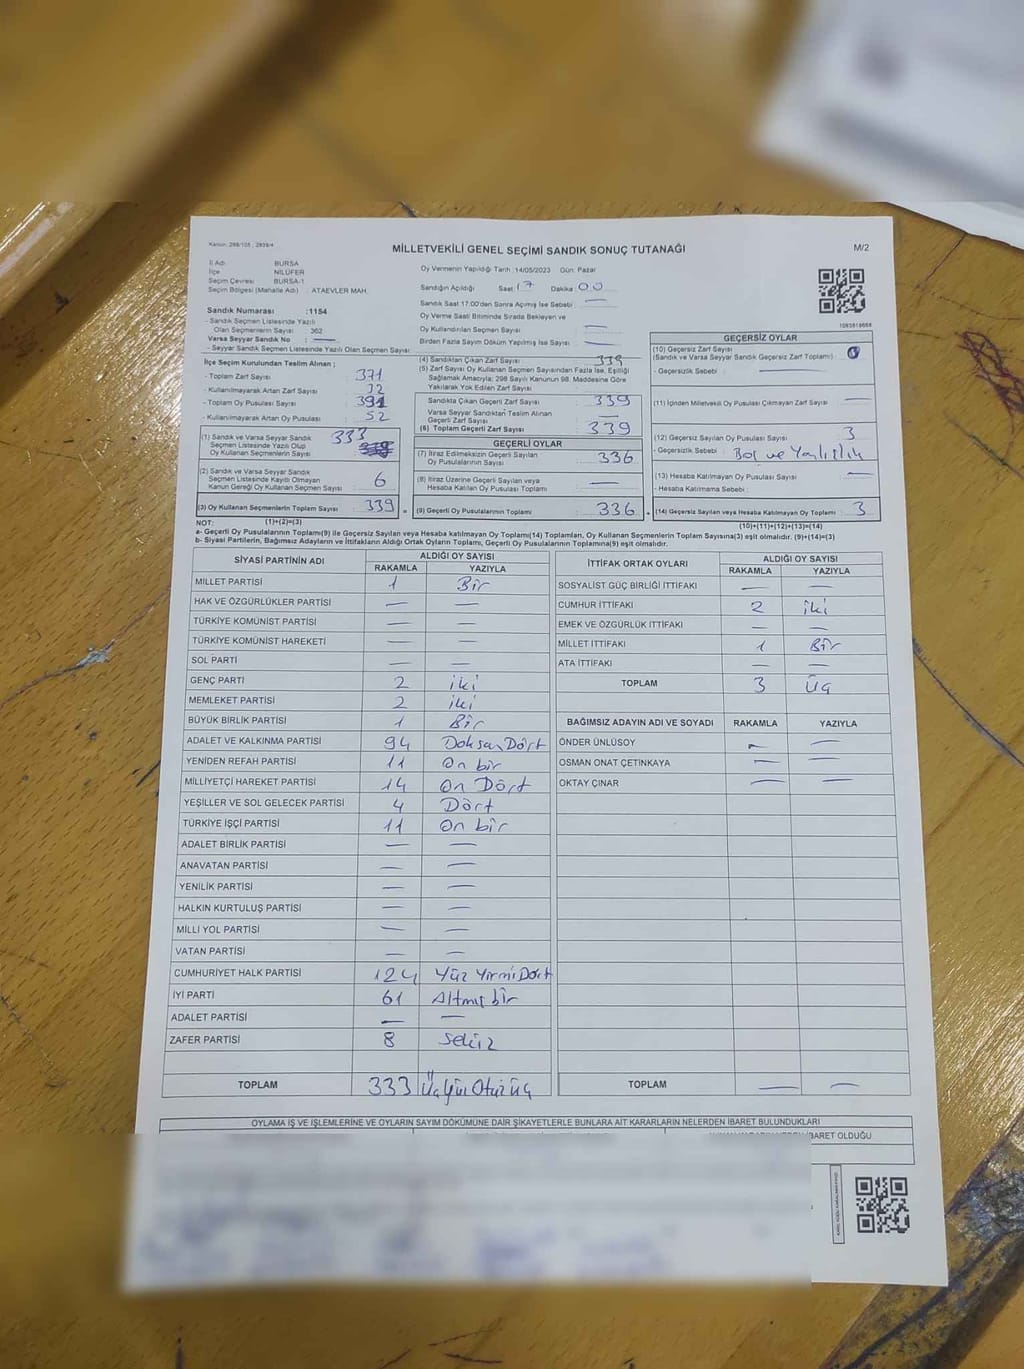 Kanun: 298/105 ; 2839/4
MİLLETVEKİLİ GENEL SEÇİMİ SANDIK SONUÇ TUTANAĞI
M/2
İl Adı BURSA
İlçe NİLÜFER
Seçim Çevresi BURSA-1
Seçim Bölgesi (Mahalle Adı) : ATAEVLER MAH.
Oy Vermenin Yapıldığı Tarih :14/05/2023 Gün: Pazar
Sandığın Açıldığı Saat : 17 Dakika : 00
Sandık Saat 17:00'den Sonra Açılmış İse Sebebi : —
Oy Verme Saati Bitiminde Sırada Bekleyen ve
Oy Kullandırılan Seçmen Sayısı : —
Birden Fazla Sayım Döküm Yapılmış İse Sayısı : —
Sandık Numarası :1154
- Sandık Seçmen Listesinde Yazılı
Olan Seçmenlerin Sayısı : 362
Varsa Seyyar Sandık No : —
- Seyyar Sandık Seçmen Listesinde Yazılı Olan Seçmen Sayısı :
İlçe Seçim Kurulundan Teslim Alınan ;
- Toplam Zarf Sayısı : 371
- Kullanılmayarak Artan Zarf Sayısı : 32
- Toplam Oy Pusulası Sayısı : 391
- Kullanılmayarak Artan Oy Pusulası : 52
(1) Sandık ve Varsa Seyyar Sandık
Seçmen Listesinde Yazılı Olup
Oy Kullanan Seçmenlerin Sayısı : 333
(2) Sandık ve Varsa Seyyar Sandık
Seçmen Listesinde Kayıtlı Olmayan
Kanun Gereği Oy Kullanan Seçmen Sayısı : 6
(3) Oy Kullanan Seçmenlerin Toplam Sayısı : 339
(4) Sandıktan Çıkan Zarf Sayısı : 339
(5) Zarf Sayısı Oy Kullanan Seçmen Sayısından Fazla İse, Eşitliği
Sağlamak Amacıyla; 298 Sayılı Kanunun 98. Maddesine Göre
Yakılarak Yok Edilen Zarf Sayısı :
Sandıkta Çıkan Geçerli Zarf Sayısı : 339
Varsa Seyyar Sandıktan Teslim Alınan
Geçerli Zarf Sayısı : —
(6) Toplam Geçerli Zarf Sayısı : 339
GEÇERLİ OYLAR
(7) İtiraz Edilmeksizin Geçerli Sayılan
Oy Pusulalarının Sayısı : 336
(8) İtiraz Üzerine Geçerli Sayılan veya
Hesaba Katılan Oy Pusulası Toplamı : —
(9) Geçerli Oy Pusulalarının Toplamı : 336
1083818668
GEÇERSİZ OYLAR
(10) Geçersiz Zarf Sayısı
(Sandık ve Varsa Seyyar Sandık Geçersiz Zarf Toplamı) : 0
- Geçersizlik Sebebi : —
(11) İçinden Milletvekili Oy Pusulası Çıkmayan Zarf Sayısı : —
(12) Geçersiz Sayılan Oy Pusulası Sayısı : 3
- Geçersizlik Sebebi :
(13) Hesaba Katılmayan Oy Pusulası Sayısı : —
- Hesaba Katılmama Sebebi :
(14) Geçersiz Sayılan veya Hesaba Katılmayan Oy Toplamı : 3
NOT: (1)+(2)=(3) (10)+(11)+(12)+(13)=(14)
a- Geçerli Oy Pusulalarının Toplamı(9) ile Geçersiz Sayılan veya Hesaba Katılmayan Oy Toplamı(14) Toplamları, Oy Kullanan Seçmenlerin Toplam Sayısına(3) eşit olmalıdır. (9)+(14)=(3)
b- Siyasi Partilerin, Bağımsız Adayların ve İttifakların Aldığı Ortak Oyların Toplamı, Geçerli Oy Pusulalarının Toplamına(9) eşit olmalıdır.
SİYASİ PARTİNİN ADI ALDIĞI OY SAYISI
RAKAMLA YAZIYLA
MİLLET PARTİSİ 1 Bir
HAK VE ÖZGÜRLÜKLER PARTİSİ — —
TÜRKİYE KOMÜNİST PARTİSİ — —
TÜRKİYE KOMÜNİST HAREKETİ — —
SOL PARTİ — —
GENÇ PARTİ 2 iki
MEMLEKET PARTİSİ 2 iki
BÜYÜK BİRLİK PARTİSİ 1 Bir
ADALET VE KALKINMA PARTİSİ 94 Doksan Dört
YENİDEN REFAH PARTİSİ 11 On bir
MİLLİYETÇİ HAREKET PARTİSİ 14 On Dört
YEŞİLLER VE SOL GELECEK PARTİSİ 4 Dört
TÜRKİYE İŞÇİ PARTİSİ 11 On bir
ADALET BİRLİK PARTİSİ — —
ANAVATAN PARTİSİ — —
YENİLİK PARTİSİ — —
HALKIN KURTULUŞ PARTİSİ — —
MİLLİ YOL PARTİSİ — —
VATAN PARTİSİ — —
CUMHURİYET HALK PARTİSİ 124 Yüz Yirmi Dört
İYİ PARTİ 61 Altmış bir
ADALET PARTİSİ — —
ZAFER PARTİSİ 8 Sekiz
TOPLAM 333 Üçyüz Otuz üç
İTTİFAK ORTAK OYLARI ALDIĞI OY SAYISI
RAKAMLA YAZIYLA
SOSYALİST GÜÇ BİRLİĞİ İTTİFAKI — —
CUMHUR İTTİFAKI 2 iki
EMEK VE ÖZGÜRLÜK İTTİFAKI — —
MİLLET İTTİFAKI 1 Bir
ATA İTTİFAKI — —
TOPLAM 3 Üç
BAĞIMSIZ ADAYIN ADI VE SOYADI RAKAMLA YAZIYLA
ÖNDER ÜNLÜSOY — —
OSMAN ONAT ÇETİNKAYA — —
OKTAY ÇINAR — —
TOPLAM — —
OYLAMA İŞ VE İŞLEMLERİNE VE OYLARIN SAYIM DÖKÜMÜNE DAİR ŞİKAYETLERLE BUNLARA AİT KARARLARIN NELERDEN İBARET BULUNDUKLARI
İBARET OLDUĞU